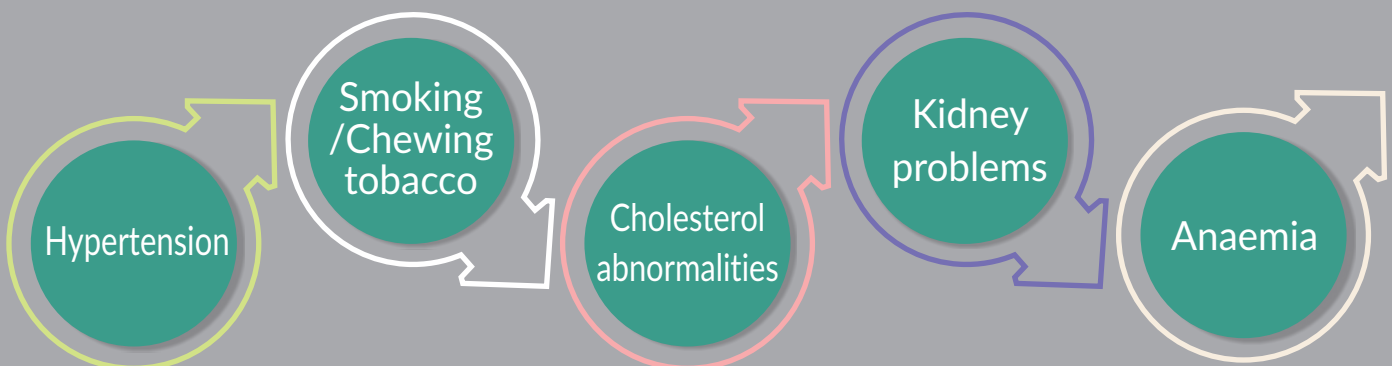 Hypertension
Smoking
/Chewing
tobacco
Cholesterol
abnormalities
Kidney
problems
Anaemia